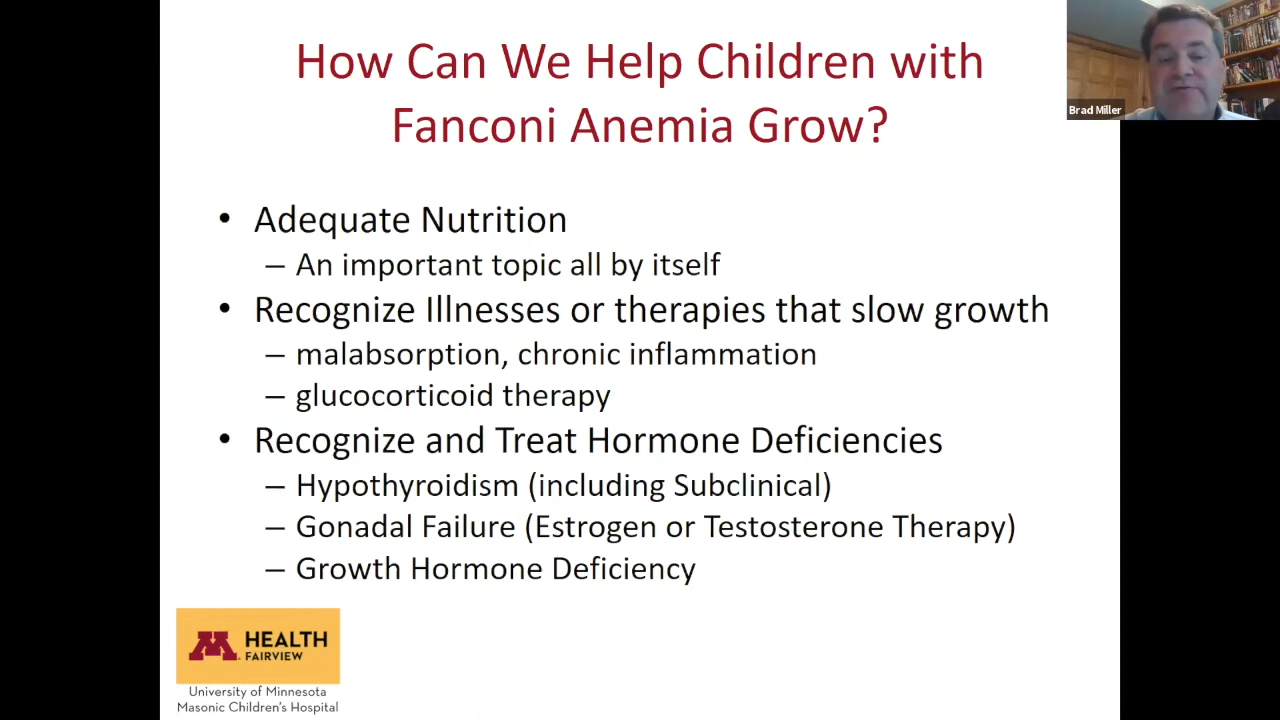 How Can We Help Children with
Fanconi Anemia Grow?
Brad Miller
• Adequate Nutrition
– An important topic all by itself
• Recognize Illnesses or therapies that slow growth
– malabsorption, chronic inflammation
– glucocorticoid therapy
• Recognize and Treat Hormone Deficiencies
– Hypothyroidism (including Subclinical)
– Gonadal Failure (Estrogen or Testosterone Therapy)
– Growth Hormone Deficiency
M HEALTH
FAIRVIEW
University of Minnesota
Masonic Children's Hospital